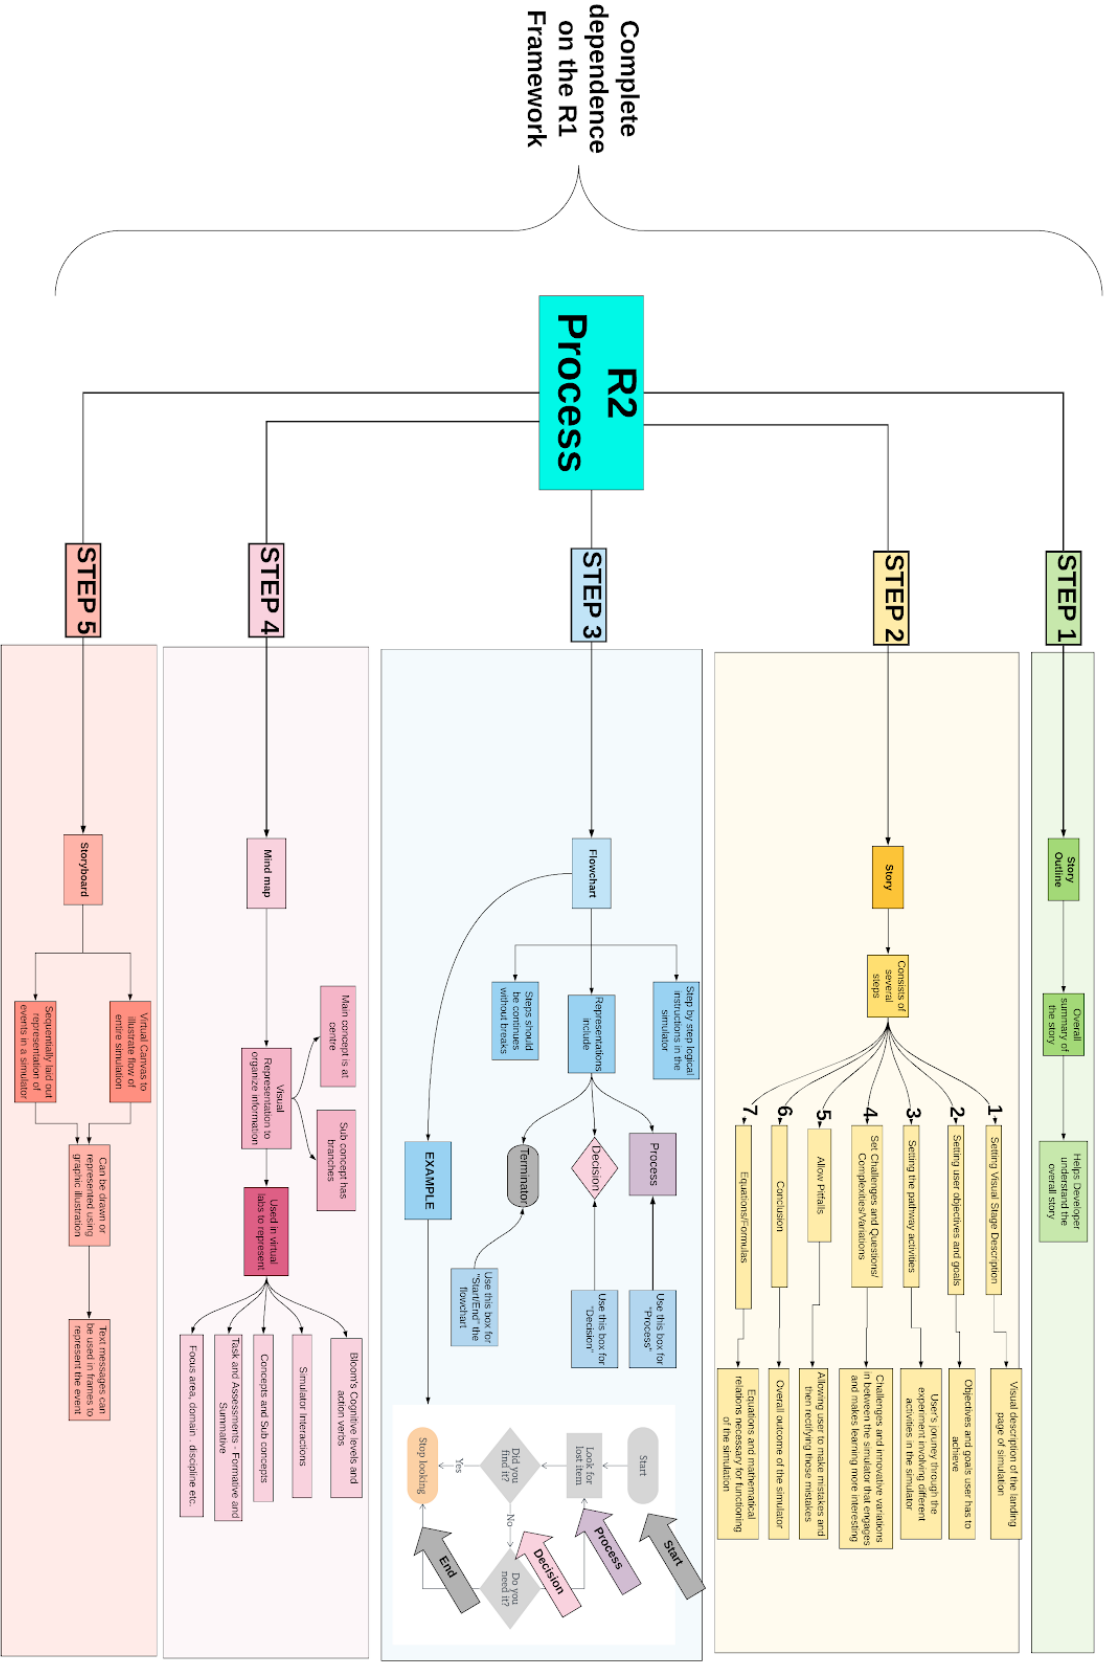 Complete
dependence
on the R1
Framework
R2
Process
STEP 1
Story
Outline
Overall
summary of
the story
Helps Developer
understand the
overall story
STEP 2
Story
Consists of
several
steps
1
Setting Visual Stage Description
Visual description of the landing
page of simulation
2
Setting user objectives and goals
Objectives and goals user has to
achieve
3
Setting the pathway activities
User's jonrney through the
experiment involving different
activities in the simulator
4
Set Challenges and Questions/
Complexities/Variations
Challenges and innovative variations
in between the simulator that engages
and makes learning more interesting
5
Allow Pitfalls
Allowing user to make mistakes and
then rectifying those mistakes
6
Conclusion
Overall outcome of the simulator
7
Equations/Formulas
Equations and mathematical
relations necessary for functioning
of the simulation
STEP 3
Flowchart
Step by step logical
instructions in the
simulator
Representations
include
Steps should
be continues
without breaks
Process
Use this box for
"Process"
Decision
Use this box for
"Decision"
Terminator
Use this box for
"Start/End" the
flowchart
EXAMPLE
Start
Start
Look for
lost item
Process
Did you
find it?
No
Do you
need it?
Decision
Yes
Stop looking
End
STEP 4
Mind map
Visual
Representation to
organize information
Main concept is at
centre
Sub concept has
branches
Used in virtual
labs to represent
Bloom's Cognitive levels and
action verbs
Simulator Interactions
Concepts and Sub concepts
Task and Assessments - Formative and
Summative
Focus area, domain , discipline etc.
STEP 5
Storyboard
Virtual Canvas to
illustrate flow of
entire simulation
Sequentially laid out
representation of
events in a simulator
Can be drawn or
represented using
graphic illustration
Text messages can
be used in frames to
represent the event